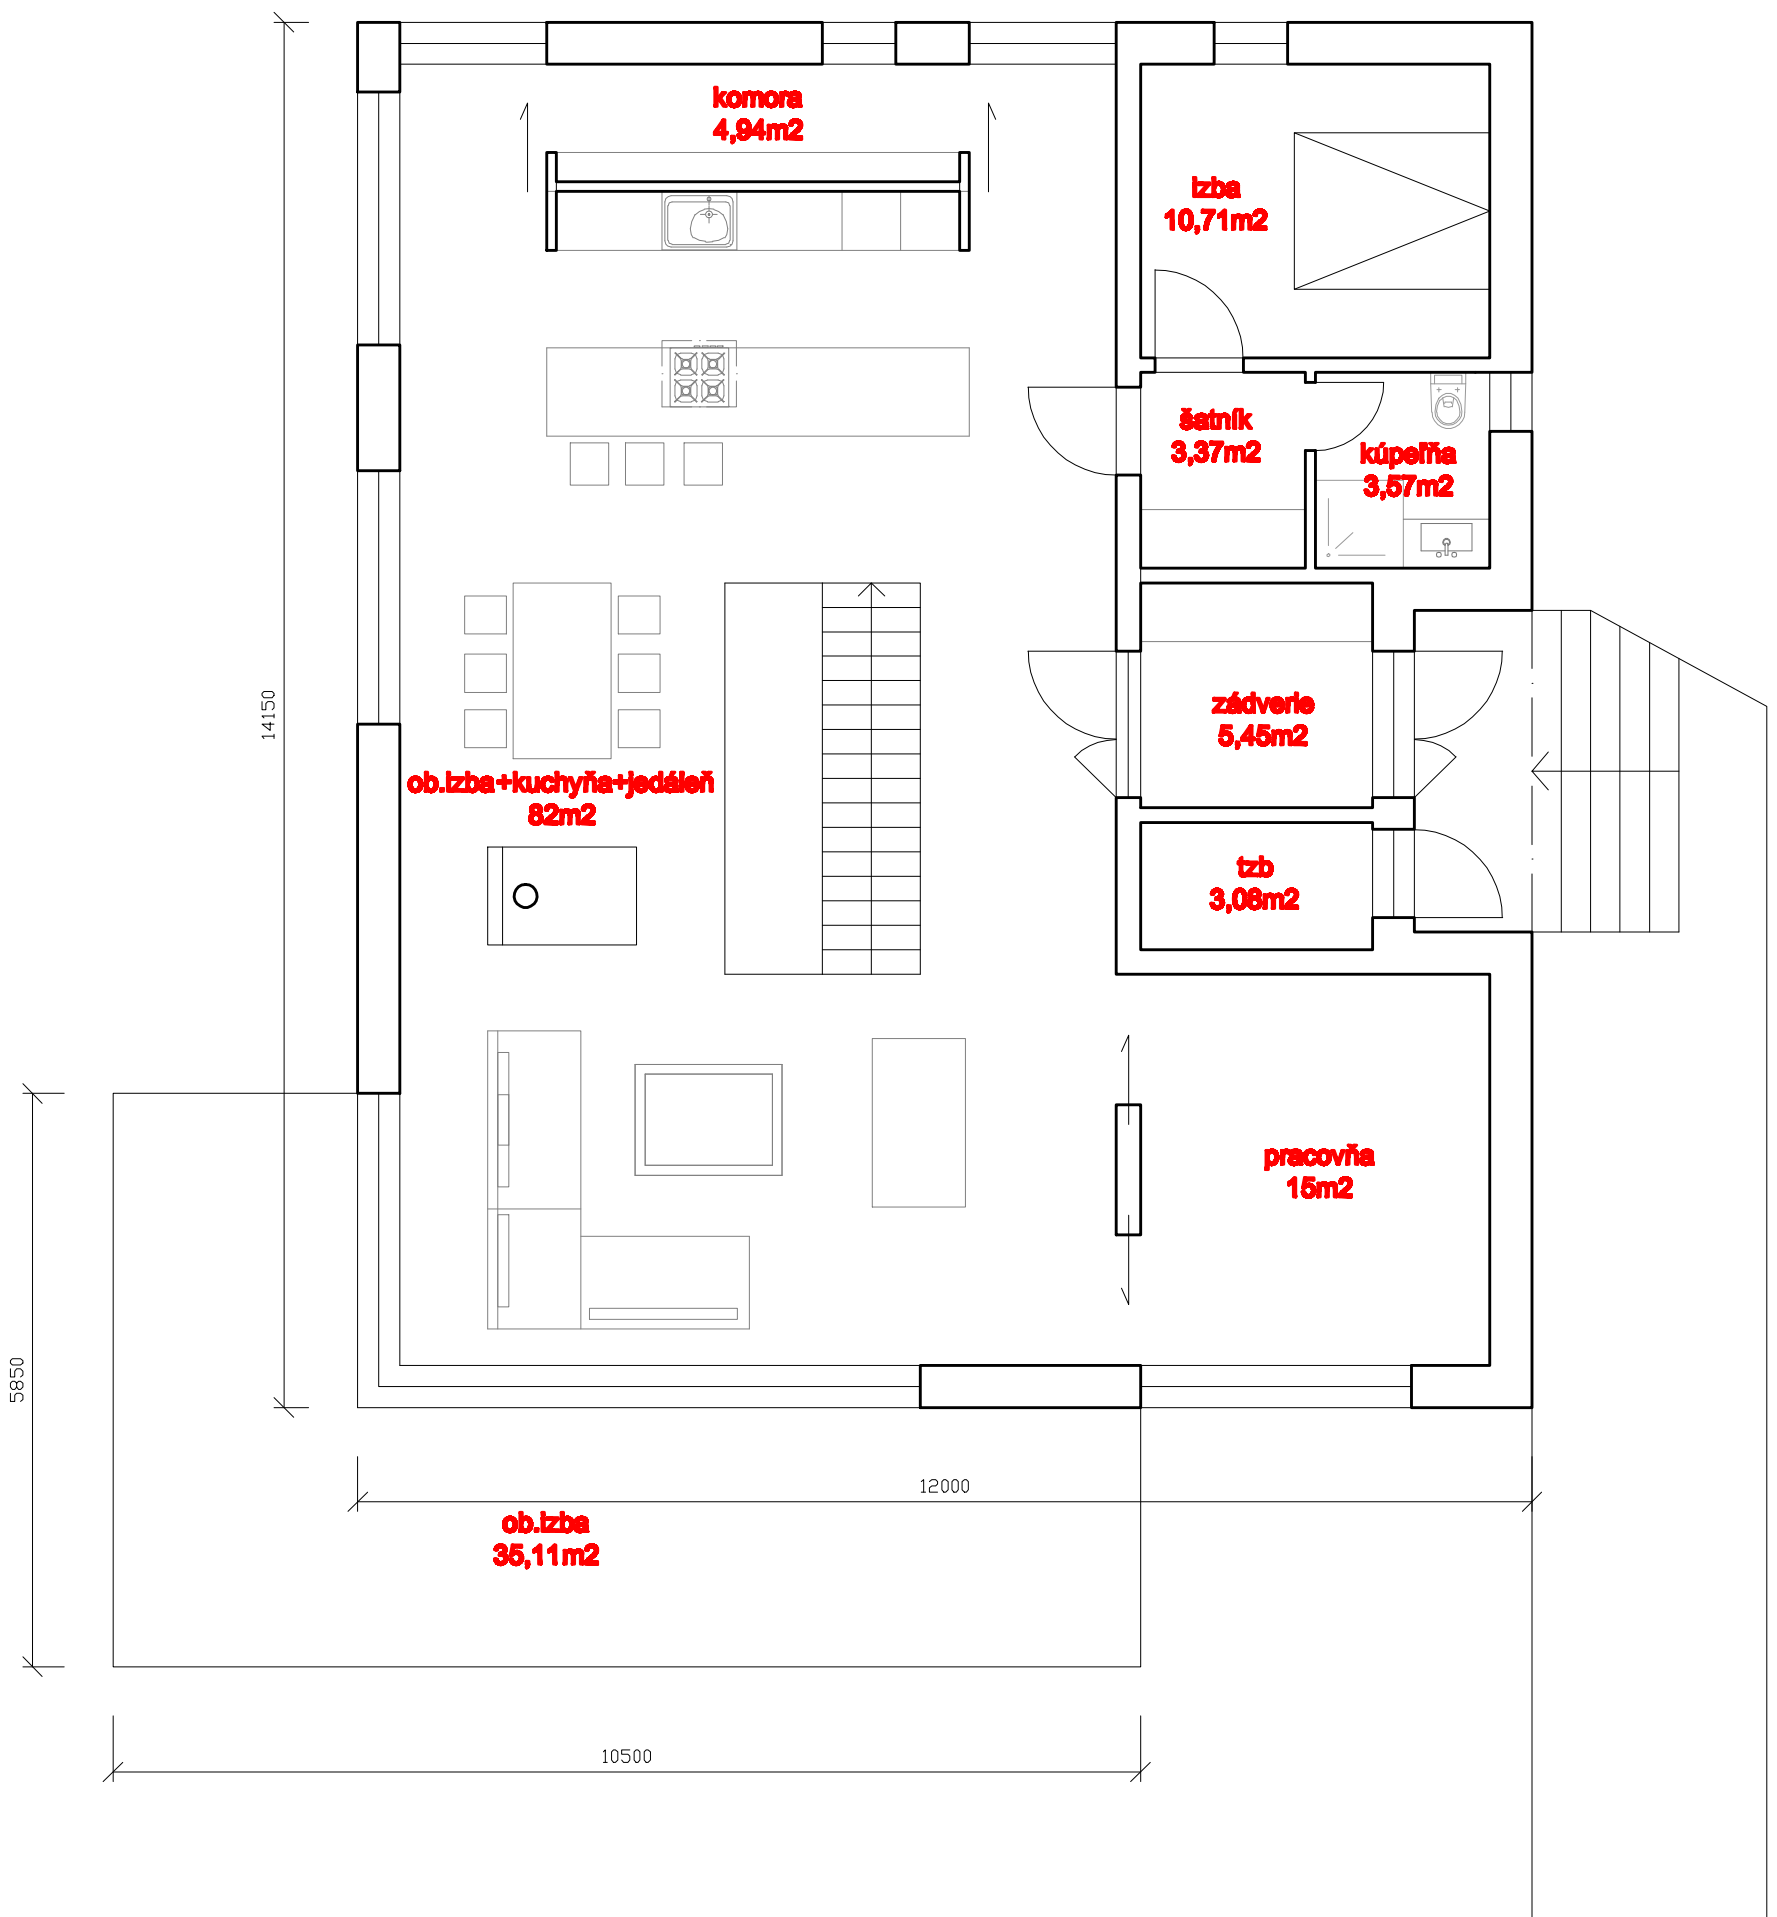 komora
4,94m2
izba
10,71m2
šatník
3,37m2
kúpeľňa
3,57m2
zádverie
5,45m2
14150
ob.izba+kuchyňa+jedáleň
82m2
tzb
3,08m2
pracovňa
15m2
5850
12000
ob.izba
35,11m2
10500